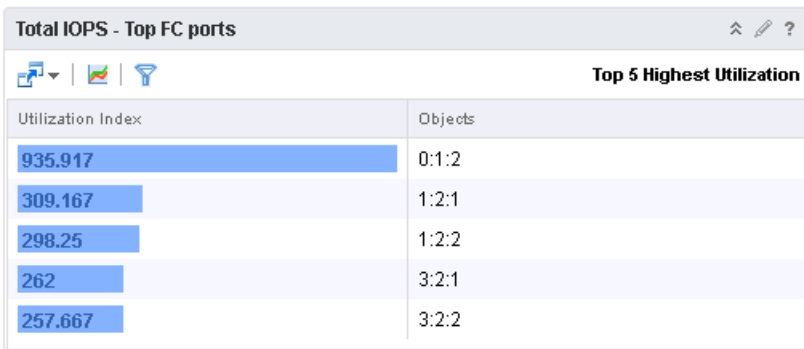 Total IOPS - Top FC ports ?
Top 5 Highest Utilization
Utilization Index Objects
935.917 0:1:2
309.167 1:2:1
298.25 1:2:2
262 3:2:1
257.667 3:2:2